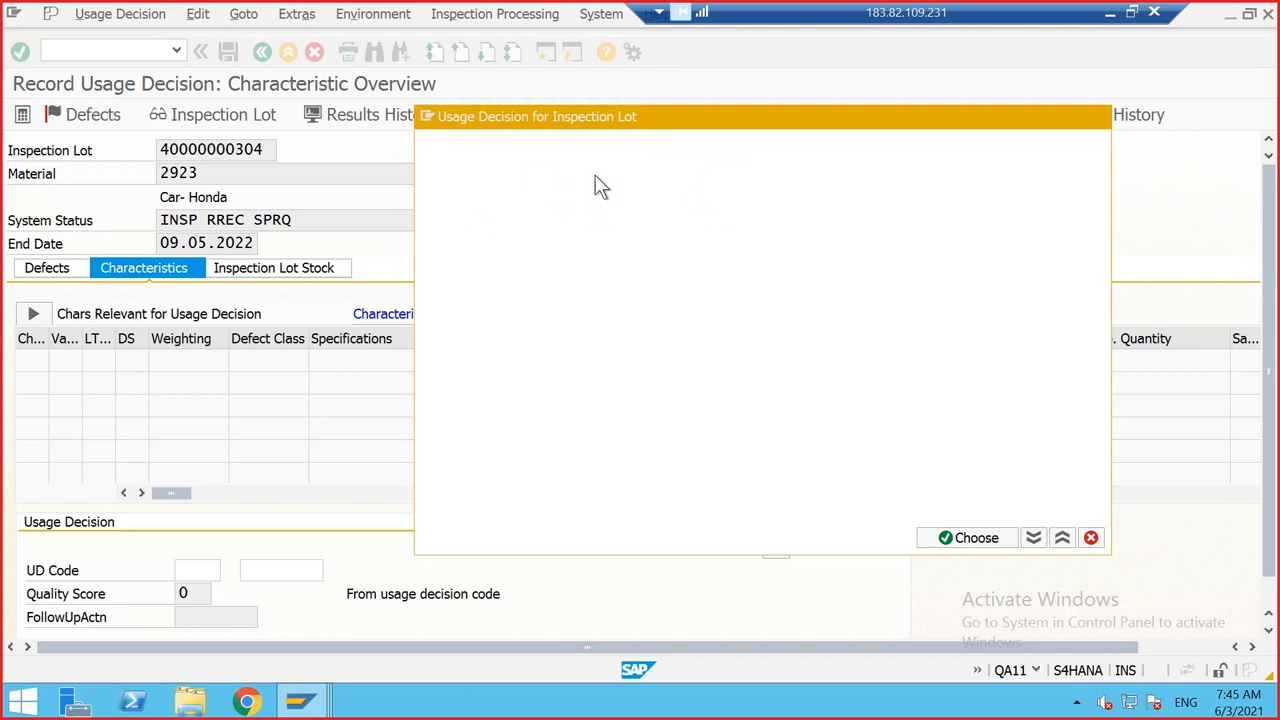 Usage Decision Edit Goto Extras Environment Inspection Processing System 183.82.109.231
Record Usage Decision: Characteristic Overview
Defects Inspection Lot Results Hist History
Usage Decision for Inspection Lot
Inspection Lot 40000000304
Material 2923
Car- Honda
System Status INSP RREC SPRQ
End Date 09.05.2022
Defects Characteristics Inspection Lot Stock
Chars Relevant for Usage Decision Characteri
Ch... Va... LT... DS Weighting Defect Class Specifications . Quantity Sa...
Choose
Usage Decision
UD Code
Quality Score 0 From usage decision code
FollowUpActn
Activate Windows
Go to System in Control Panel to activate
Windows.
SAP QA11 S4HANA INS
ENG 7:45 AM
6/3/2021